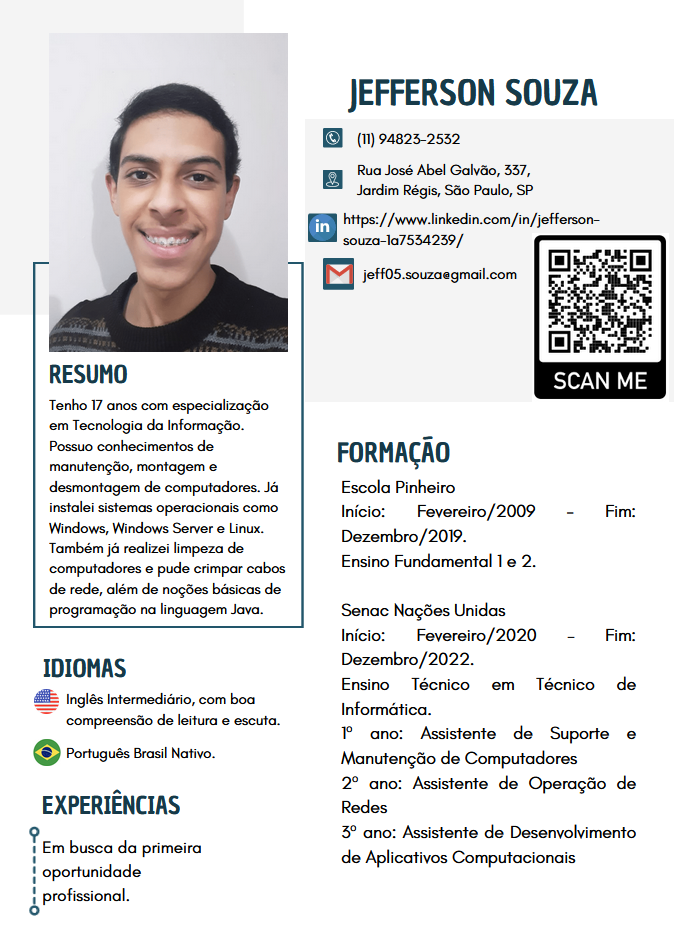 JEFFERSON SOUZA
(11) 94823-2532
Rua José Abel Galvão, 337,
Jardim Régis, São Paulo, SP
in
https://www.linkedin.com/in/jefferson-
souza-1a7534239/
jeff05.souza@gmail.com
SCAN ME
RESUMO
Tenho 17 anos com especialização
em Tecnologia da Informação.
Possuo conhecimentos de
manutenção, montagem e
desmontagem de computadores. Já
instalei sistemas operacionais como
Windows, Windows Server e Linux.
Também já realizei limpeza de
computadores e pude crimpar cabos
de rede, além de noções básicas de
programação na linguagem Java.
IDIOMAS
Inglês Intermediário, com boa
compreensão de leitura e escuta.
Português Brasil Nativo.
EXPERIÊNCIAS
Em busca da primeira
oportunidade
profissional.
FORMAÇÃO
Escola Pinheiro
Início: Fevereiro/2009 - Fim:
Dezembro/2019.
Ensino Fundamental 1 e 2.
Senac Nações Unidas
Início: Fevereiro/2020 - Fim:
Dezembro/2022.
Ensino Técnico em Técnico de
Informática.
1º ano: Assistente de Suporte e
Manutenção de Computadores
2º ano: Assistente de Operação de
Redes
3º ano: Assistente de Desenvolvimento
de Aplicativos Computacionais